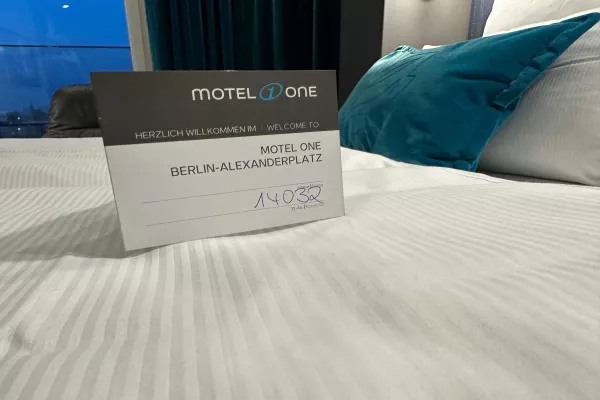 MOTEL ONE
HERZLICH WILLKOMMEN IM | WELCOME TO
MOTEL ONE
BERLIN-ALEXANDERPLATZ
14032